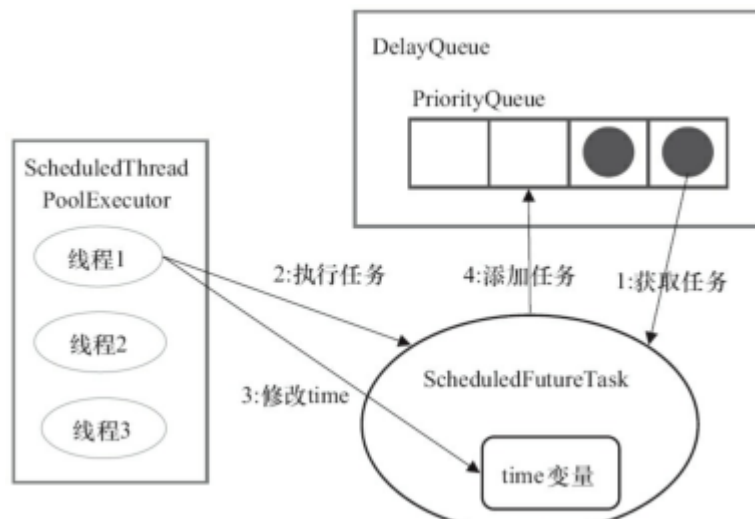 DelayQueue
PriorityQueue
ScheduledThread
PoolExecutor
线程1
线程2
线程3
2:执行任务
4:添加任务
1:获取任务
3:修改time
ScheduledFutureTask
time变量